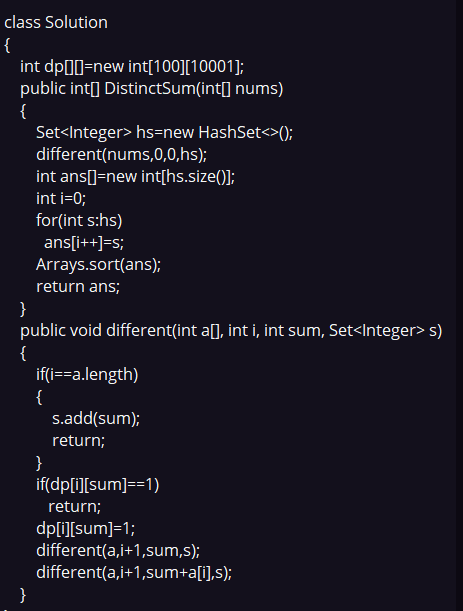 class Solution
{
int dp[][]=new int[100][10001];
public int[] DistinctSum(int[] nums)
{
Set<Integer> hs=new HashSet<>();
different(nums,0,0,hs);
int ans[]=new int[hs.size()];
int i=0;
for(int s:hs)
ans[i++]=s;
Arrays.sort(ans);
return ans;
}
public void different(int a[], int i, int sum, Set<Integer> s)
{
if(i==a.length)
{
s.add(sum);
return;
}
if(dp[i][sum]==1)
return;
dp[i][sum]=1;
different(a,i+1,sum,s);
different(a,i+1,sum+a[i],s);
}